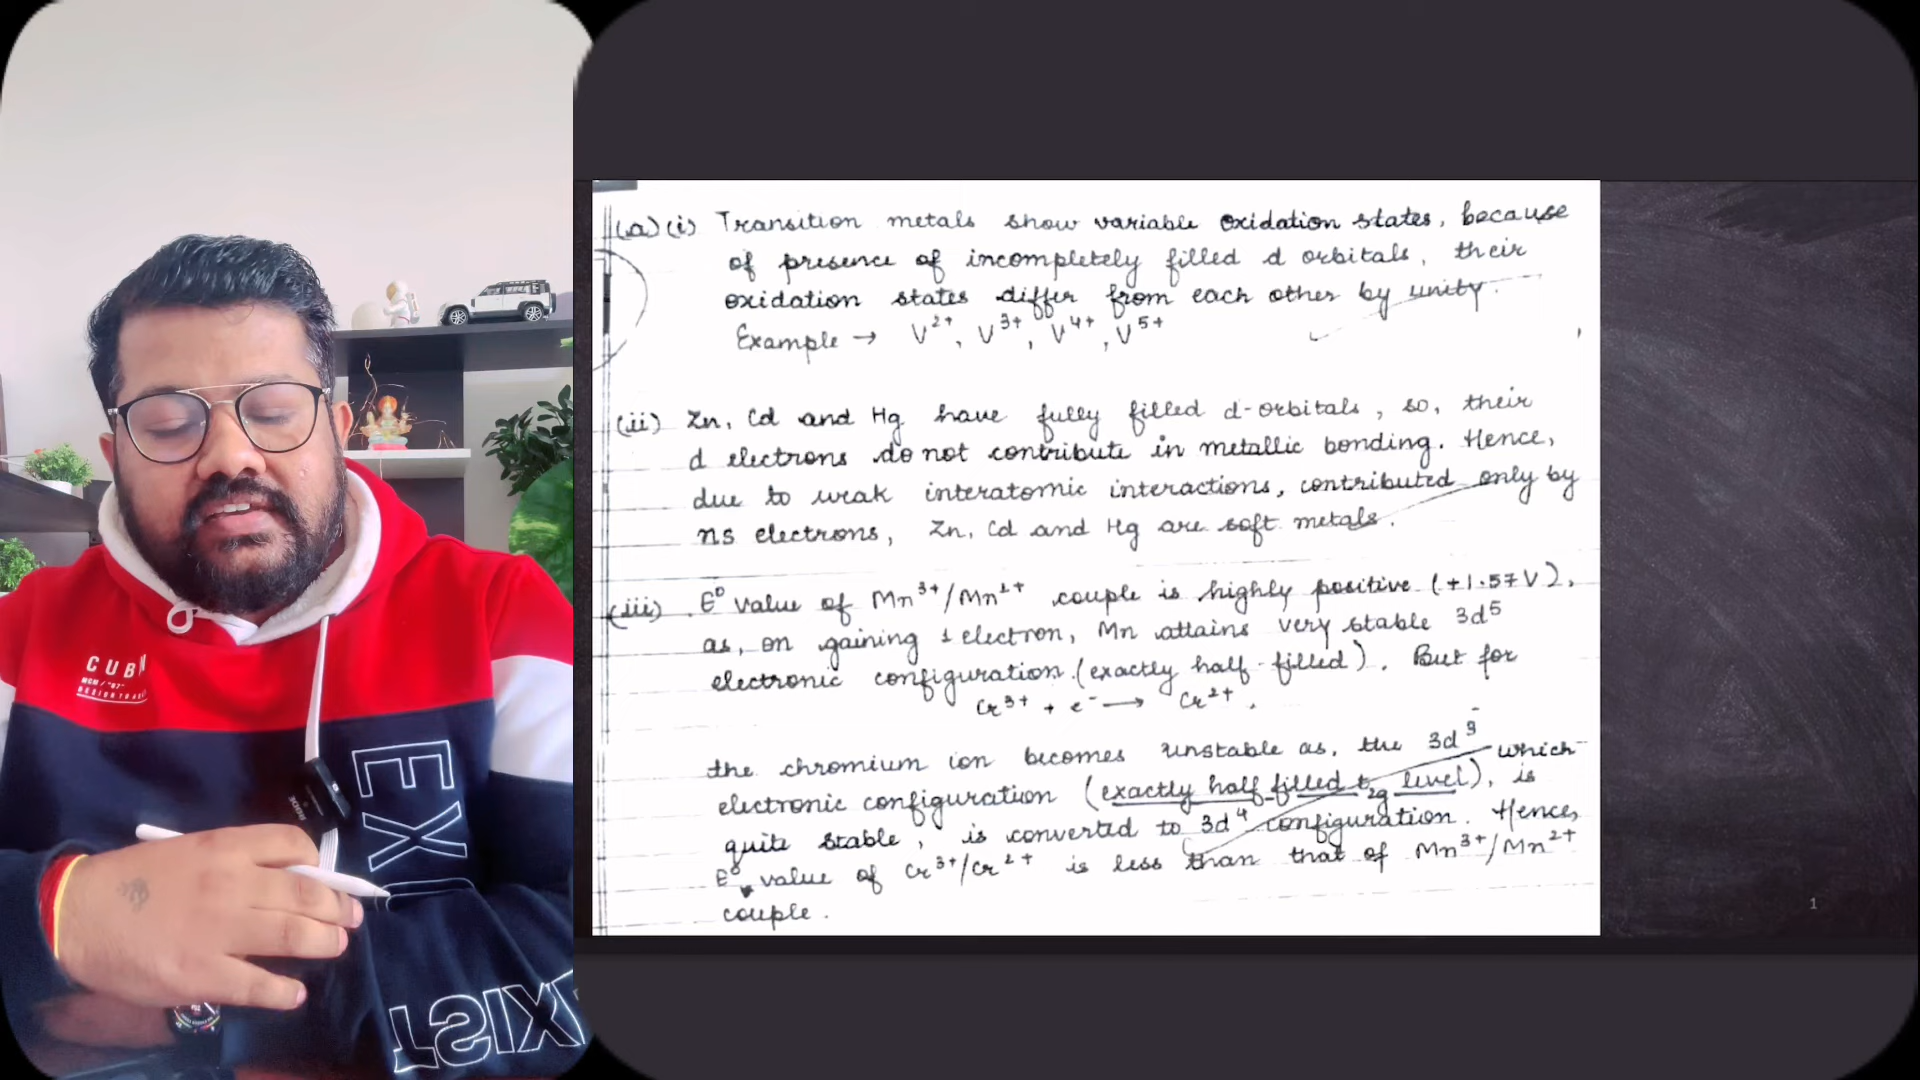 CUB
MGM / "97"
DESIGN TO A
EX
EXIST
(a) (i) Transition metals show variable oxidation states, because
of presence of incompletely filled d orbitals, their
oxidation states differ from each other by unity.
Example → V²⁺, V³⁺, V⁴⁺, V⁵⁺
(ii) Zn, Cd and Hg have fully filled d-orbitals, so, their
d electrons do not contribute in metallic bonding. Hence,
due to weak interatomic interactions, contributed only by
ns electrons, Zn, Cd and Hg are soft metals.
(iii) E⁰ value of Mn³⁺/Mn²⁺ couple is highly positive (+1.57V),
as, on gaining 1 electron, Mn attains very stable 3d⁵
electronic configuration (exactly half-filled). But for
Cr³⁺ + e⁻ → Cr²⁺,
the chromium ion becomes unstable as, the 3d³ which
electronic configuration (exactly half-filled t₂g level), is
quite stable, is converted to 3d⁴ configuration. Hence,
E⁰ value of Cr³⁺/Cr²⁺ is less than that of Mn³⁺/Mn²⁺
couple.
1